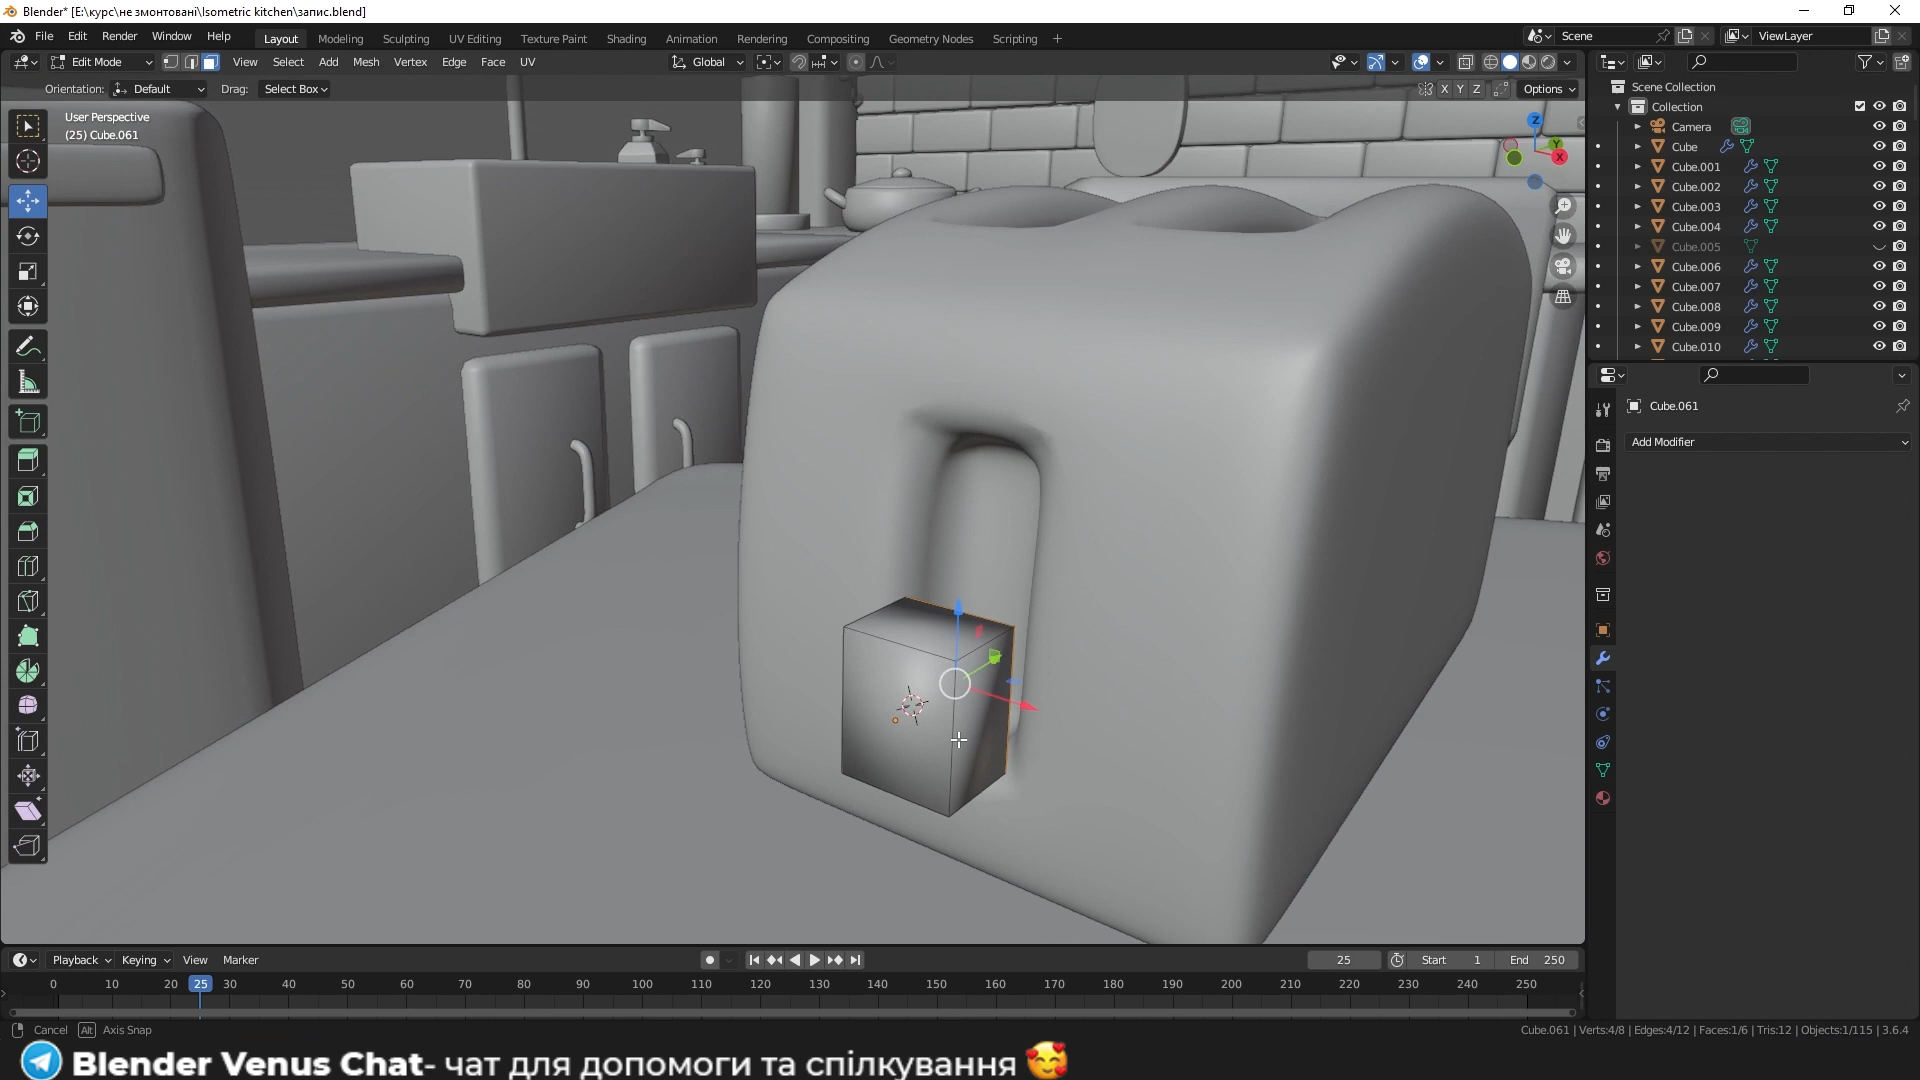 Blender* [E:\курс\не змонтовані\Isometric kitchen\запис.blend]
File Edit Render Window Help
Layout Modeling Sculpting UV Editing Texture Paint Shading Animation Rendering Compositing Geometry Nodes Scripting +
Scene
ViewLayer
Edit Mode View Select Add Mesh Vertex Edge Face UV
Global
Orientation: Default Drag: Select Box
X Y Z Options
User Perspective
(25) Cube.061
Z
Y
X
Scene Collection
Collection
Camera
Cube
Cube.001
Cube.002
Cube.003
Cube.004
Cube.005
Cube.006
Cube.007
Cube.008
Cube.009
Cube.010
Cube.061
Add Modifier
Playback Keying View Marker
25 Start 1 End 250
0 10 20 25 30 40 50 60 70 80 90 100 110 120 130 140 150 160 170 180 190 200 210 220 230 240 250
Cancel Alt Axis Snap
Cube.061 | Verts:4/8 | Edges:4/12 | Faces:1/6 | Tris:12 | Objects:1/115 | 3.6.4
Blender Venus Chat- чат для допомоги та спілкування 🥰